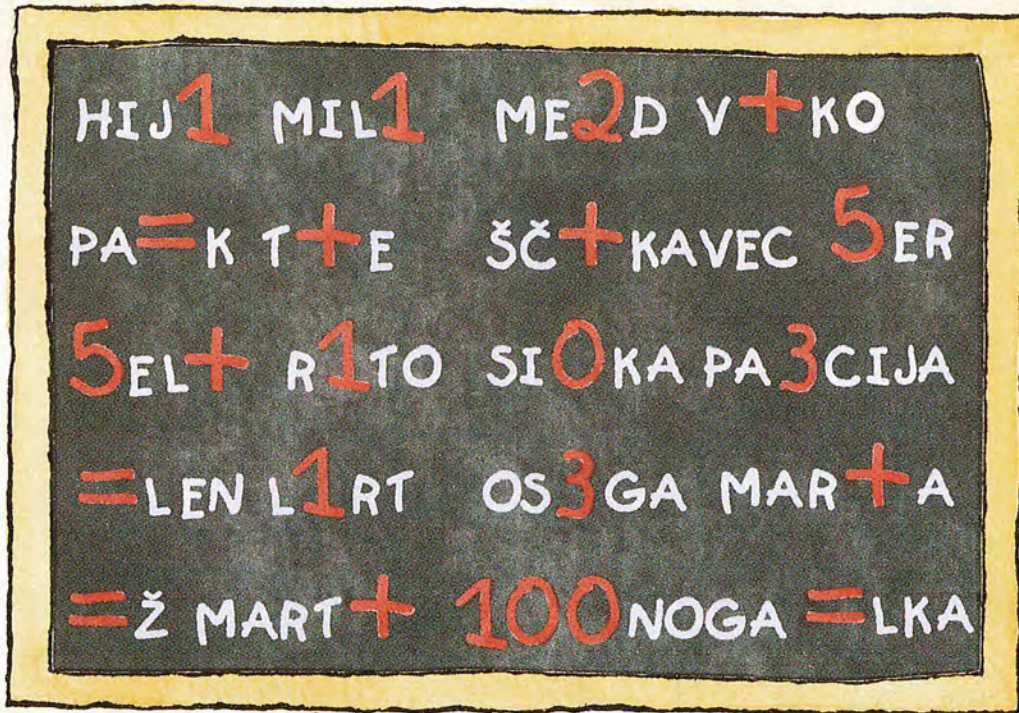 HIJ1 MIL1 ME2D V+KO
PA=K T+E ŠČ+KAVEC 5ER
5EL+ R1TO SI0KA PA3CIJA
=LEN L1RT OS3GA MAR+A
=Ž MART+ 100NOGA =LKA